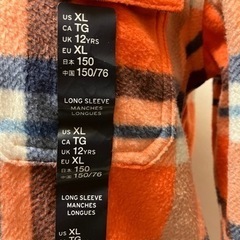 US XL
CA TG
UK 12YRS
EU XL
日本 150
中国 150/76
LONG SLEEVE
MANCHES
LONGUES
US XL
CA TG
UK 12YRS
EU XL
日本 150
中国 150/76
LONG SLEEVE
MANCHES
LONGUES
US XL
CA TG